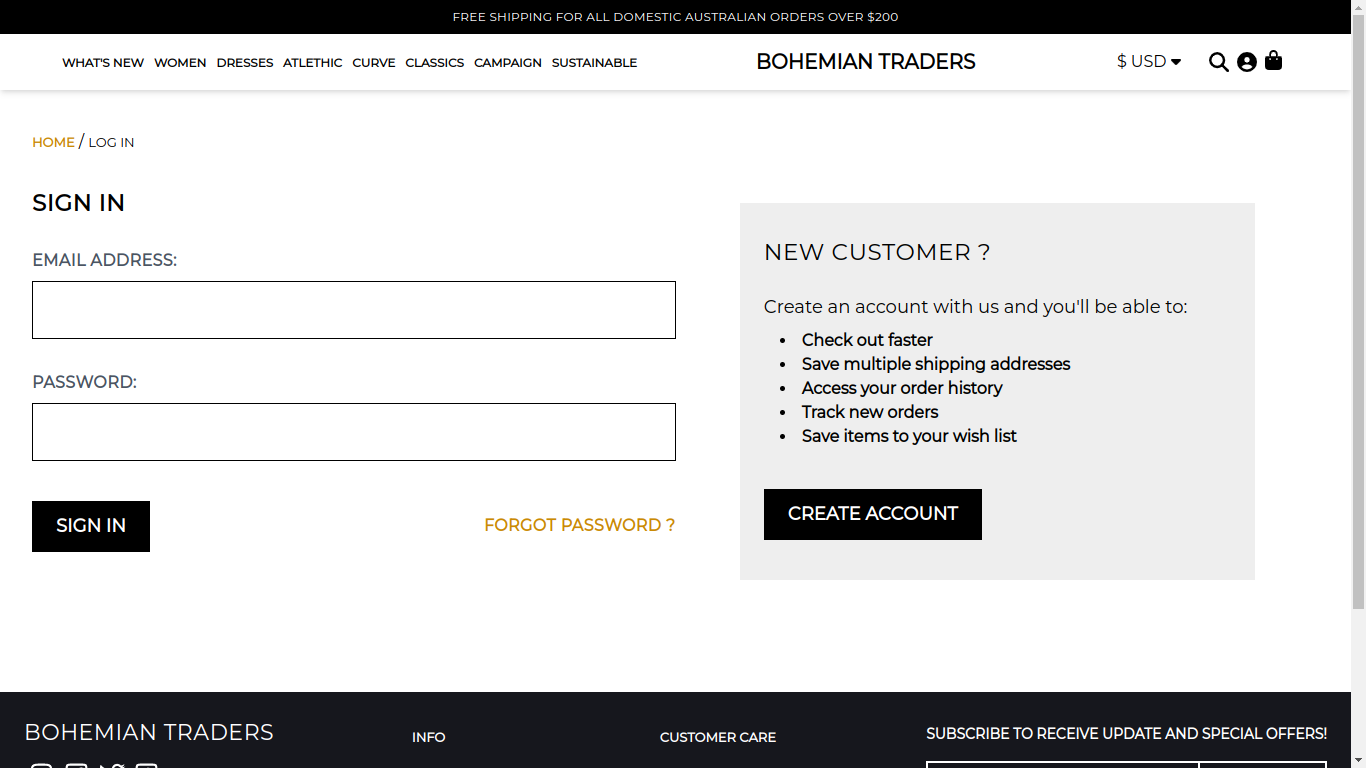 FREE SHIPPING FOR ALL DOMESTIC AUSTRALIAN ORDERS OVER $200
WHAT'S NEW WOMEN DRESSES ATLETHIC CURVE CLASSICS CAMPAIGN SUSTAINABLE
BOHEMIAN TRADERS
$ USD
HOME / LOG IN
SIGN IN
EMAIL ADDRESS:
PASSWORD:
SIGN IN
FORGOT PASSWORD ?
NEW CUSTOMER ?
Create an account with us and you'll be able to:
• Check out faster
• Save multiple shipping addresses
• Access your order history
• Track new orders
• Save items to your wish list
CREATE ACCOUNT
BOHEMIAN TRADERS
INFO
CUSTOMER CARE
SUBSCRIBE TO RECEIVE UPDATE AND SPECIAL OFFERS!